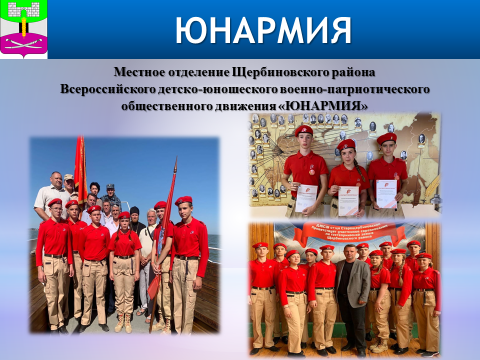 ЮНАРМИЯ
Местное отделение Щербиновского района
Всероссийского детско-юношеского военно-патриотического
общественного движения «ЮНАРМИЯ»